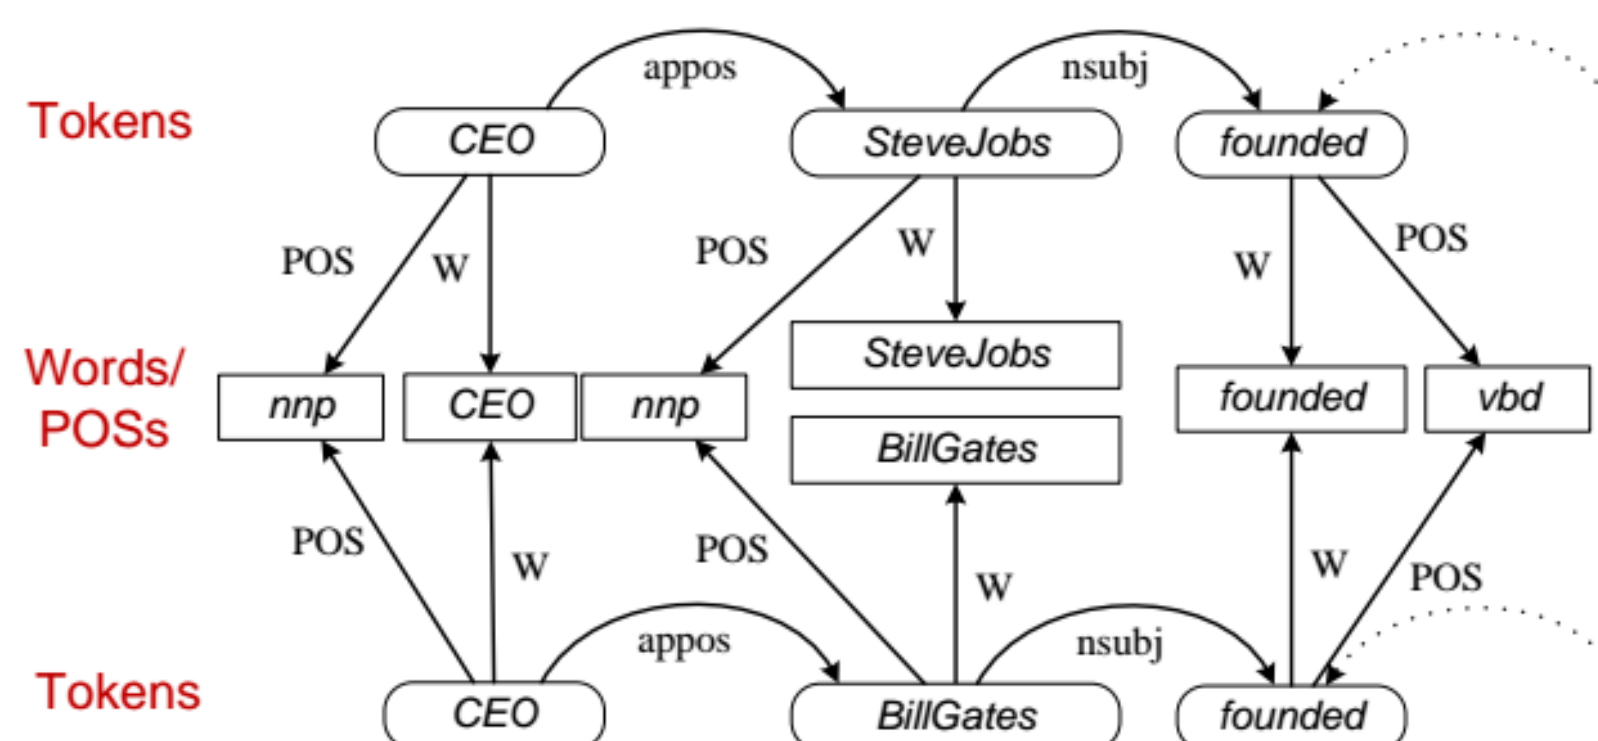 appos nsubj
Tokens CEO SteveJobs founded
POS W POS W W POS
SteveJobs
Words/
POSs
nnp CEO nnp founded vbd
BillGates
POS W POS W W POS
appos nsubj
Tokens CEO BillGates founded